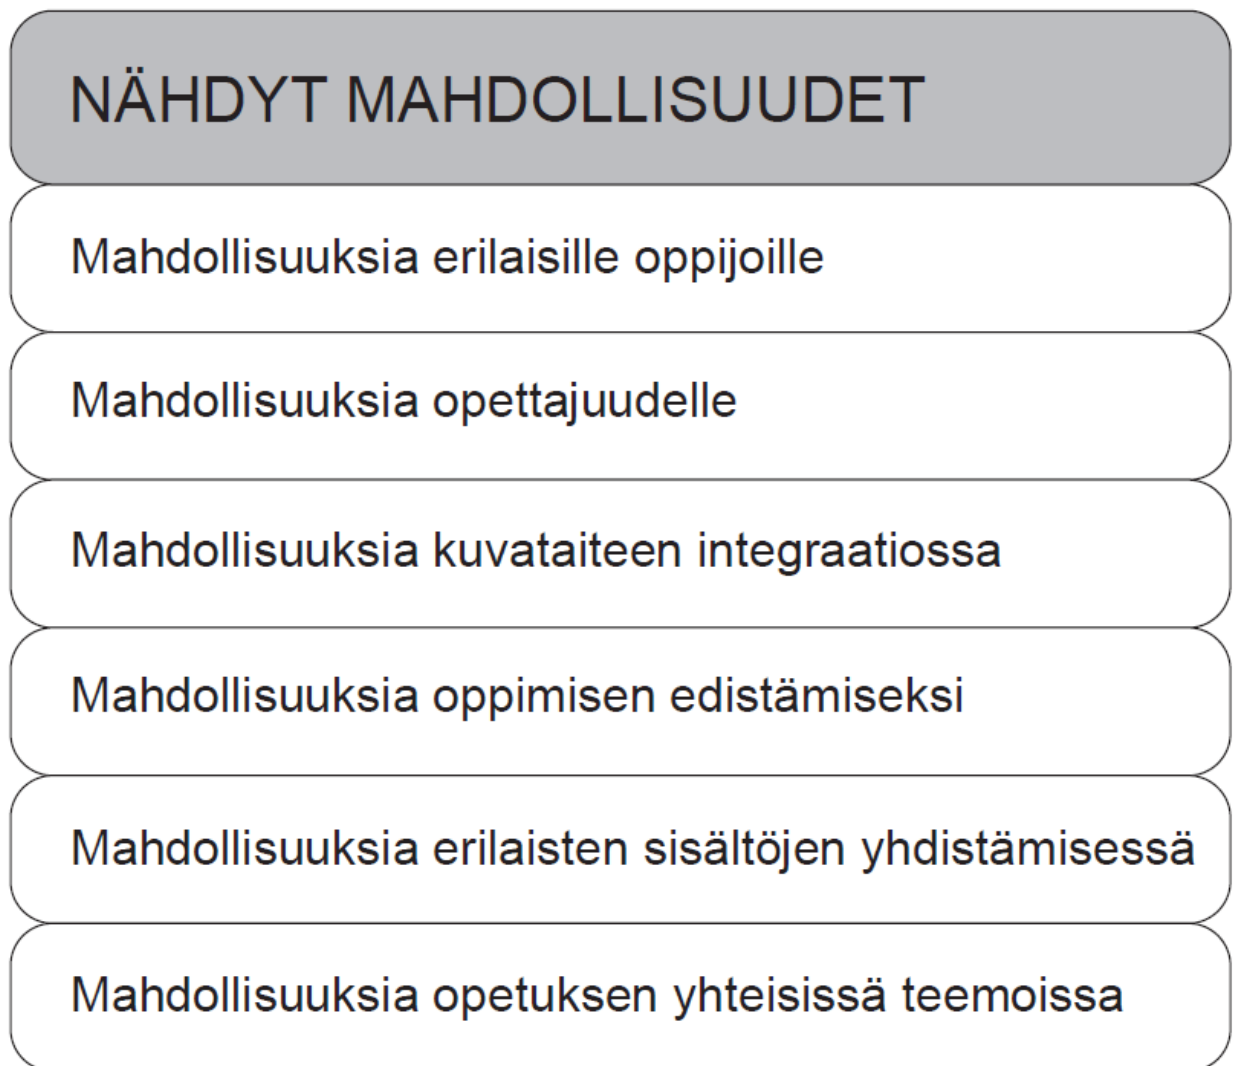 NÄHDYT MAHDOLLISUUDET
Mahdollisuuksia erilaisille oppijoille
Mahdollisuuksia opettajuudelle
Mahdollisuuksia kuvataiteen integraatiossa
Mahdollisuuksia oppimisen edistämiseksi
Mahdollisuuksia erilaisten sisältöjen yhdistämisessä
Mahdollisuuksia opetuksen yhteisissä teemoissa